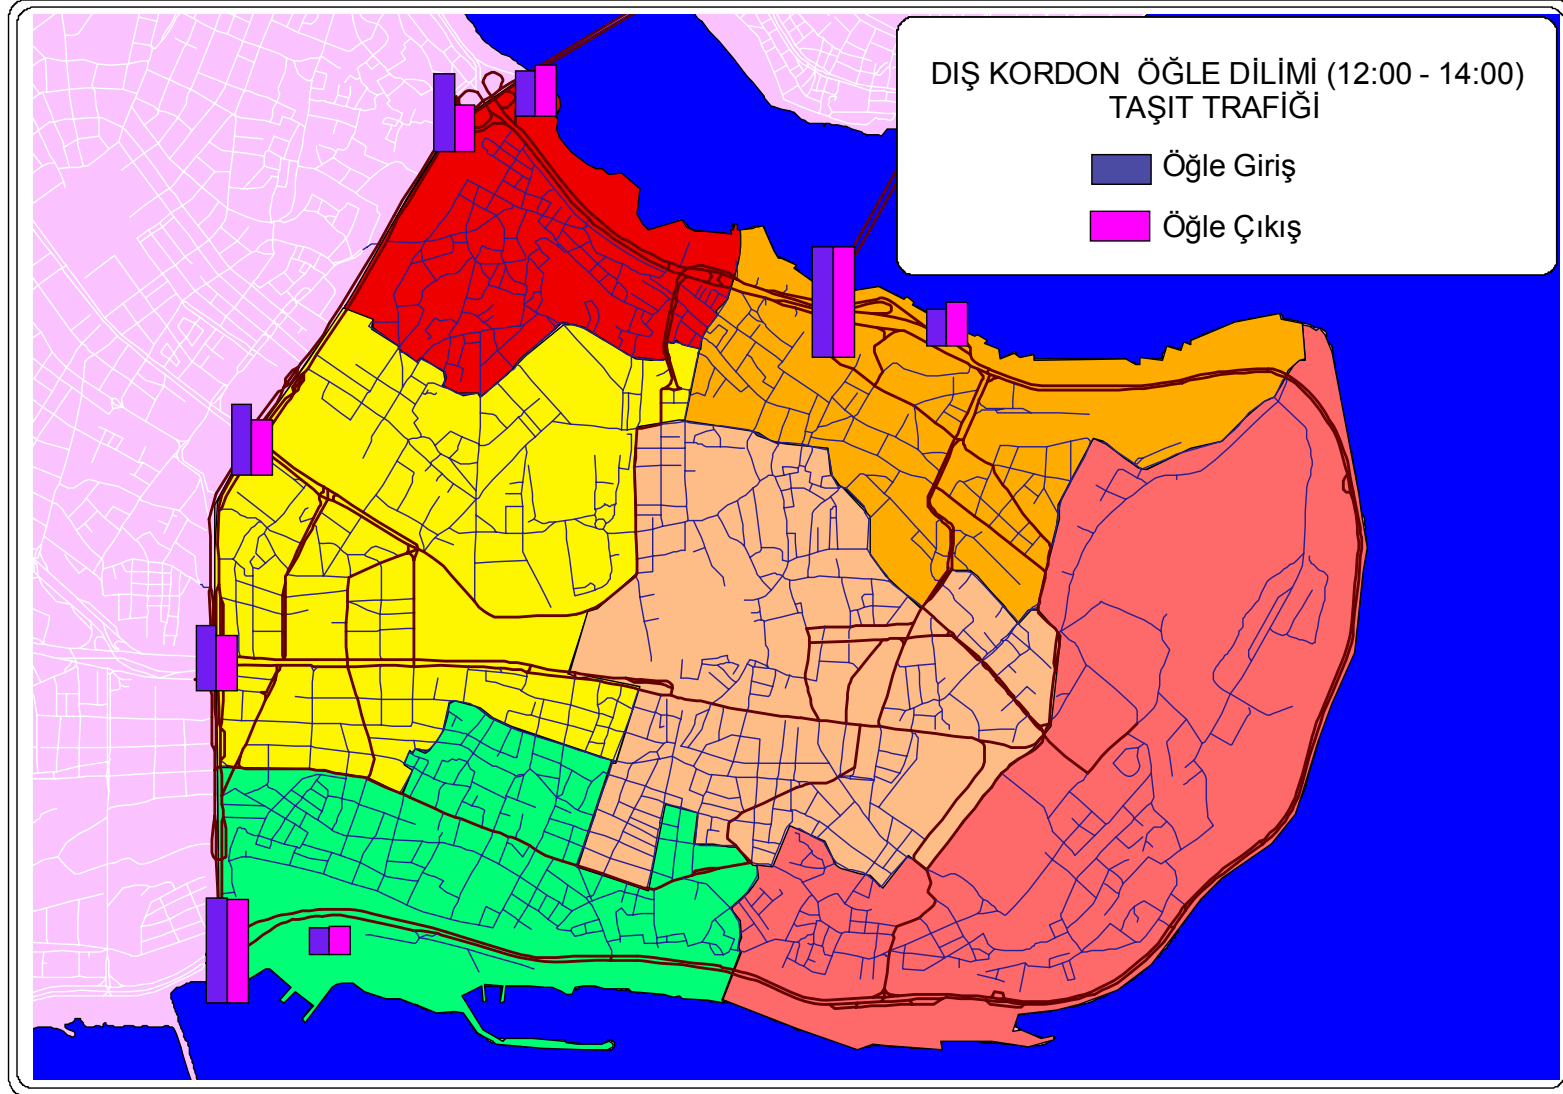 DIŞ KORDON ÖĞLE DİLİMİ (12:00 - 14:00)
TAŞIT TRAFİĞİ
Öğle Giriş
Öğle Çıkış